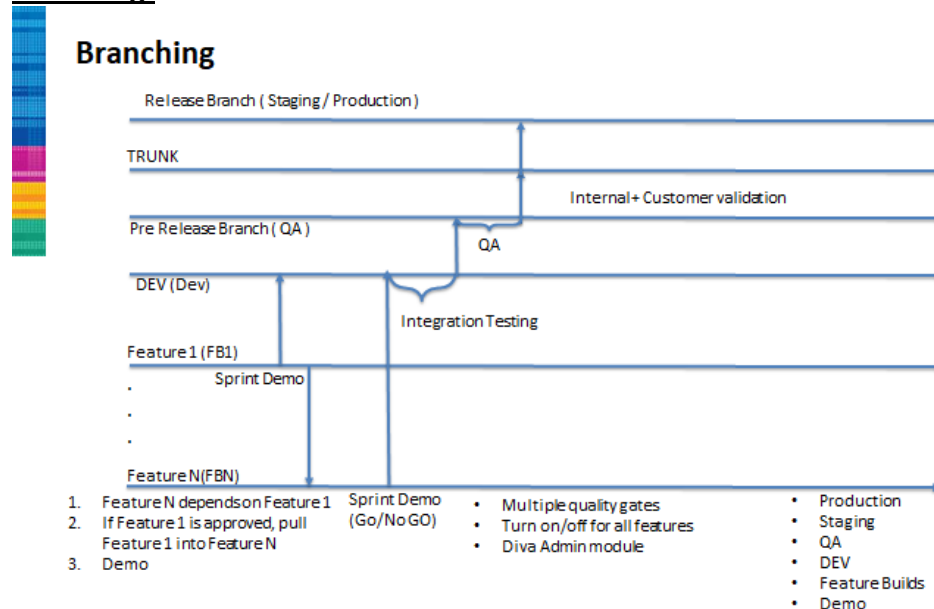 Branching
Release Branch ( Staging / Production )
TRUNK
Internal+ Customer validation
Pre Release Branch ( QA )
QA
DEV (Dev)
Integration Testing
Feature 1 (FB1)
Sprint Demo
.
.
.
Feature N(FBN)
1. Feature N depends on Feature 1
2. If Feature 1 is approved, pull
Feature 1 into Feature N
3. Demo
Sprint Demo
(Go/No GO)
• Multiple quality gates
• Turn on/off for all features
• Diva Admin module
• Production
• Staging
• QA
• DEV
• Feature Builds
• Demo